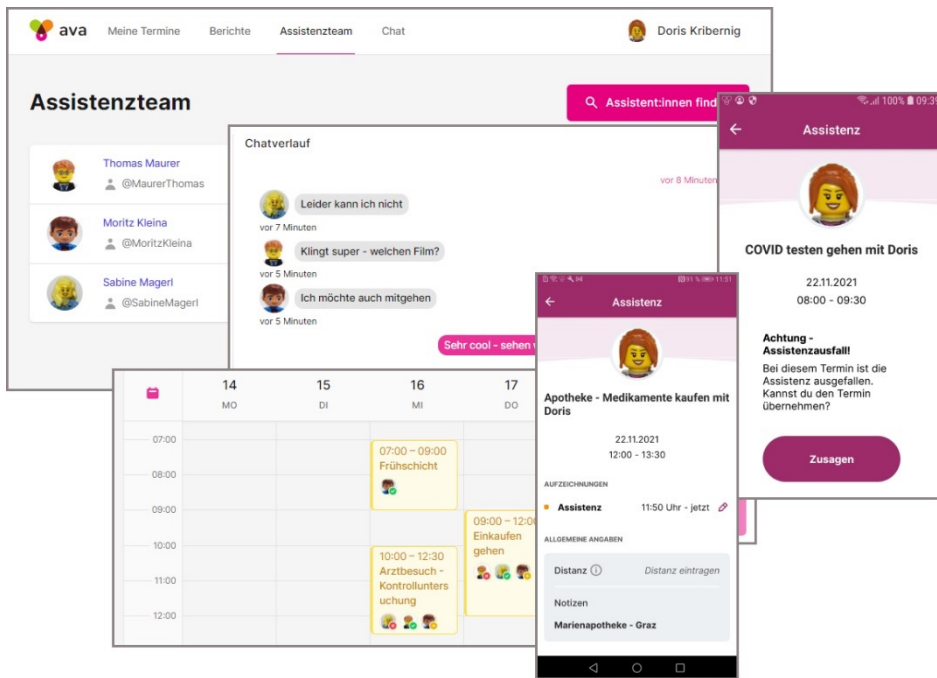 ava
Meine Termine
Berichte
Assistenzteam
Chat
Doris Kribernig
Assistenzteam
Assistent:innen find
Thomas Maurer
@MaurerThomas
Moritz Kleina
@MoritzKleina
Sabine Magerl
@SabineMagerl
Chatverlauf
vor 8 Minuten
Leider kann ich nicht
vor 7 Minuten
Klingt super - welchen Film?
vor 5 Minuten
Ich möchte auch mitgehen
vor 5 Minuten
Sehr cool - sehen
14
MO
15
DI
16
MI
17
DO
07:00
08:00
09:00
10:00
11:00
12:00
07:00 – 09:00
Frühschicht
10:00 – 12:30
Arztbesuch -
Kontrollunters
uchung
09:00 – 12:00
Einkaufen
gehen
91 % 11:51
Assistenz
Apotheke - Medikamente kaufen mit
Doris
22.11.2021
12:00 - 13:30
AUFZEICHNUNGEN
Assistenz 11:50 Uhr - jetzt
ALLGEMEINE ANGABEN
Distanz Distanz eintragen
Notizen
Marienapotheke - Graz
100% 09:39
Assistenz
COVID testen gehen mit Doris
22.11.2021
08:00 - 09:30
Achtung -
Assistenzausfall!
Bei diesem Termin ist die
Assistenz ausgefallen.
Kannst du den Termin
übernehmen?
Zusagen